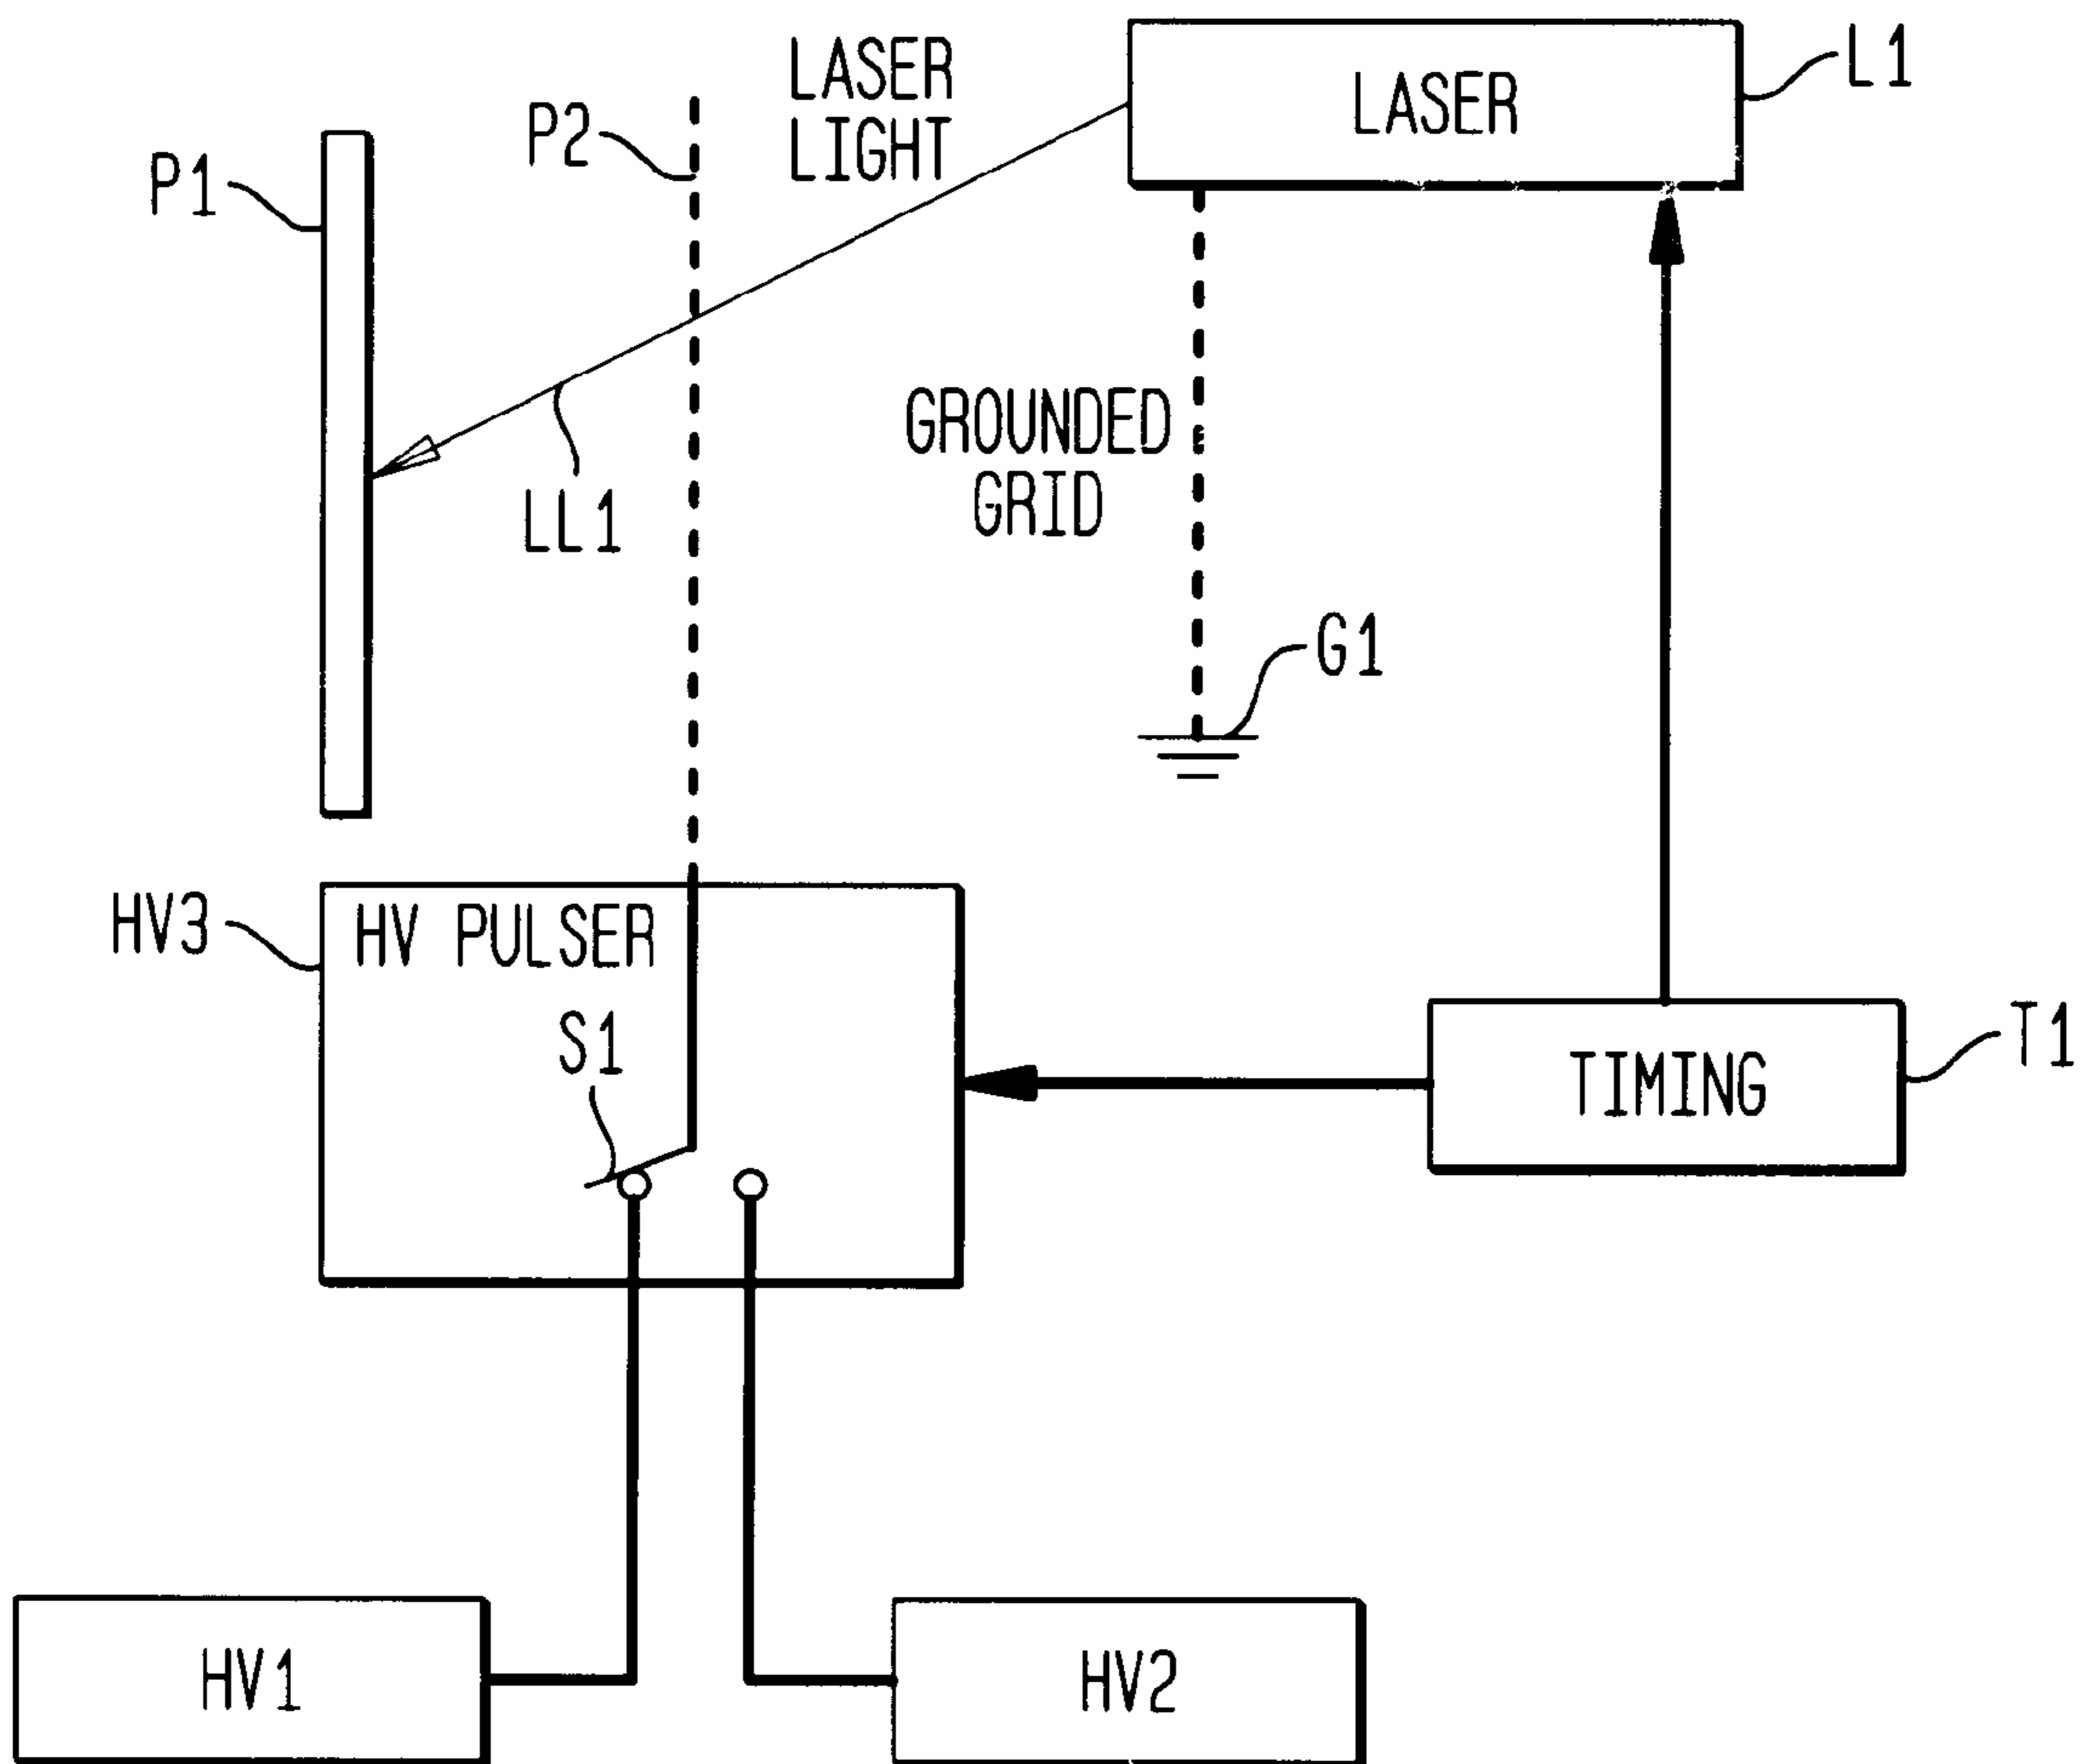 LASER
LIGHT
LASER
L1
P2
P1
GROUNDED
GRID
LL1
G1
HV3
HV PULSER
S1
TIMING
T1
HV1
HV2